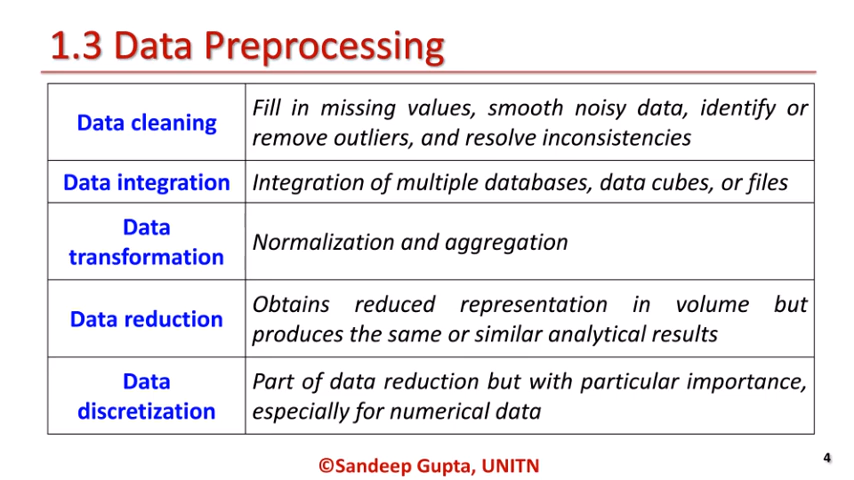 1.3 Data Preprocessing
Data cleaning
Fill in missing values, smooth noisy data, identify or
remove outliers, and resolve inconsistencies
Data integration
Integration of multiple databases, data cubes, or files
Data
transformation
Normalization and aggregation
Data reduction
Obtains reduced representation in volume but
produces the same or similar analytical results
Data
discretization
Part of data reduction but with particular importance,
especially for numerical data
©Sandeep Gupta, UNITN
4